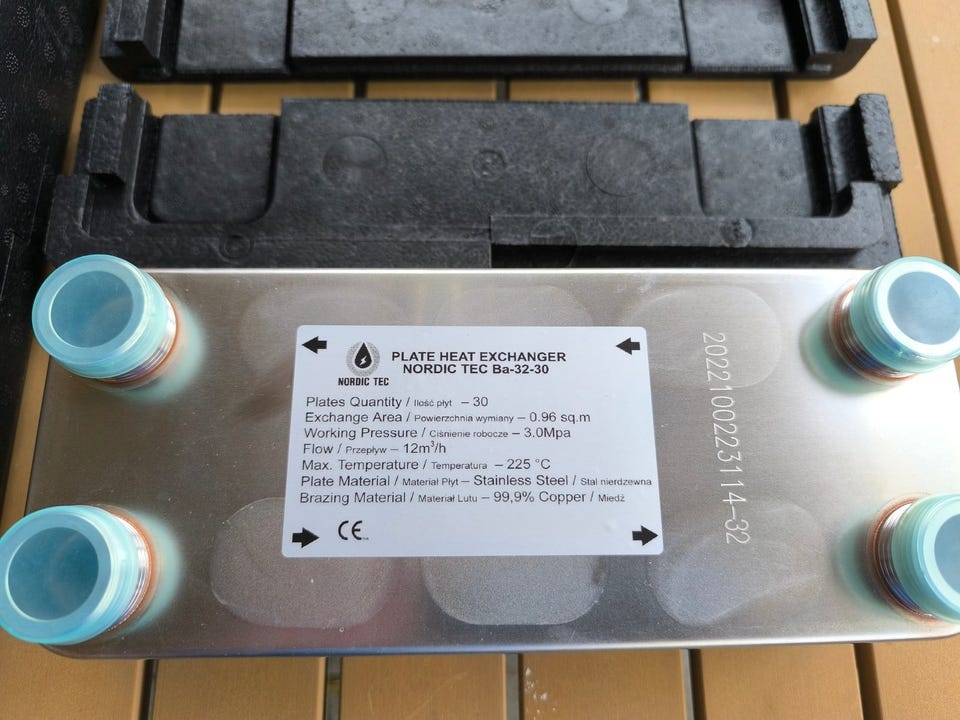 PLATE HEAT EXCHANGER
NORDIC TEC Ba-32-30
NORDIC TEC
Plates Quantity / Ilość płyt – 30
Exchange Area / Powierzchnia wymiany – 0.96 sq.m
Working Pressure / Ciśnienie robocze – 3.0Mpa
Flow / Przepływ – 12m³/h
Max. Temperature / Temperatura – 225 °C
Plate Material / Materiał Płyt – Stainless Steel / Stal nierdzewna
Brazing Material / Materiał Lutu – 99,9% Copper / Miedź
CE
2022100223114-32